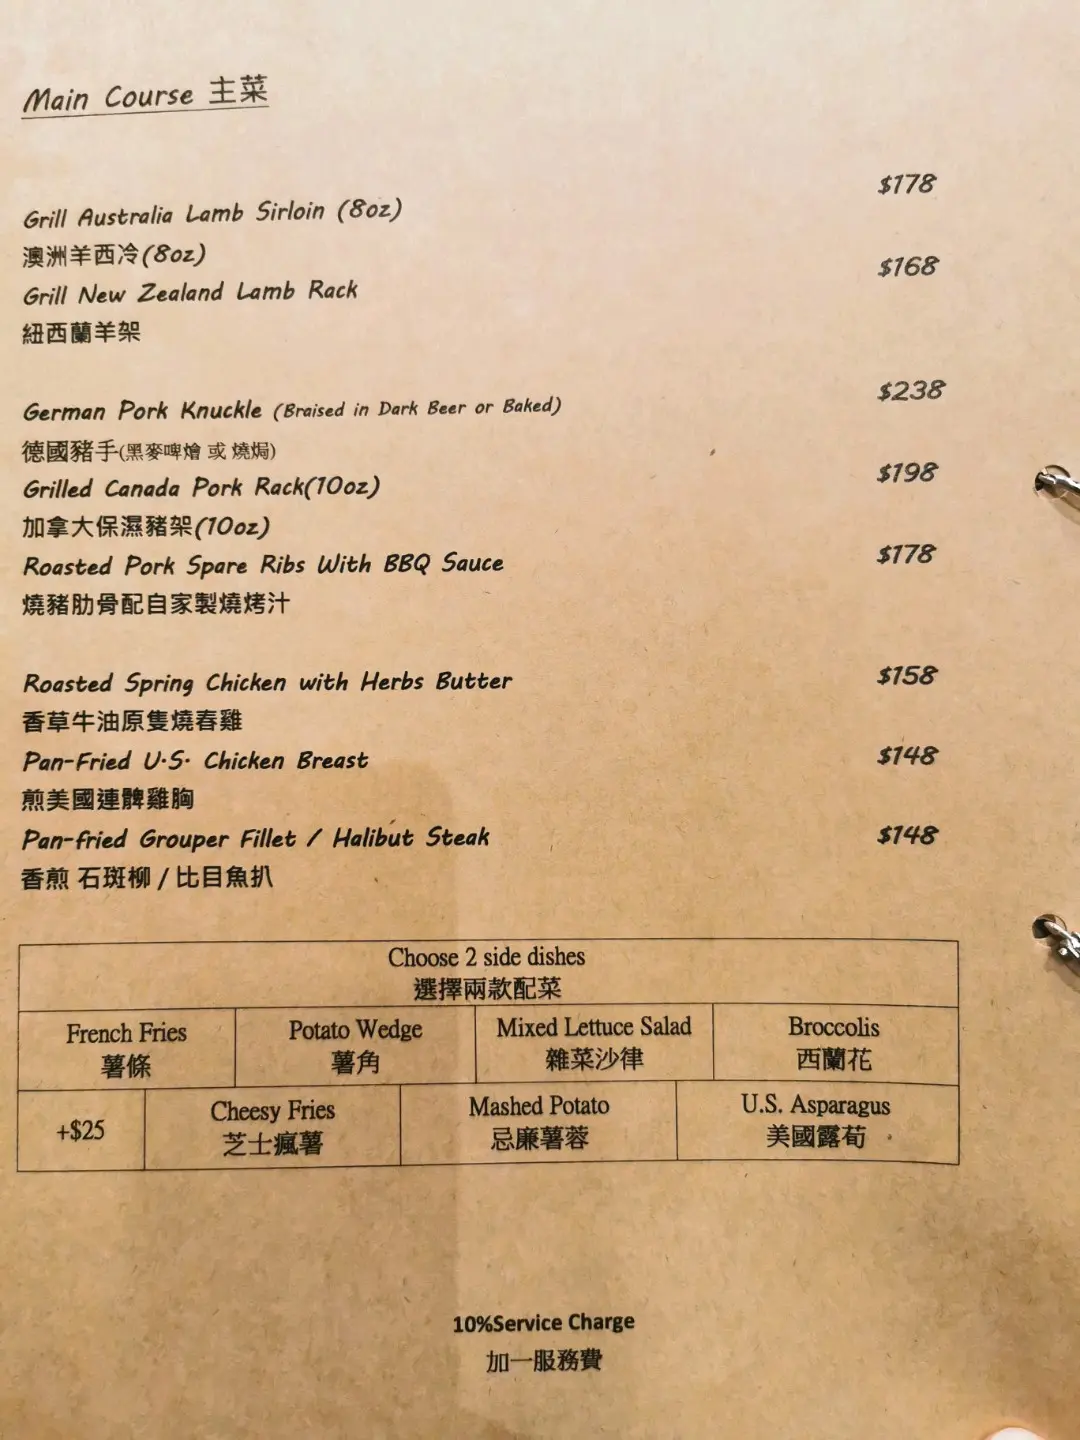 Main Course 主菜
$178
Grill Australia Lamb Sirloin (8oz)
澳洲羊西冷(8oz)
$168
Grill New Zealand Lamb Rack
紐西蘭羊架
$238
German Pork Knuckle (Braised in Dark Beer or Baked)
德國豬手(黑麥啤燴 或 燒焗)
$198
Grilled Canada Pork Rack(10oz)
加拿大保濕豬架(10oz)
$178
Roasted Pork Spare Ribs With BBQ Sauce
燒豬肋骨配自家製燒烤汁
$158
Roasted Spring Chicken with Herbs Butter
香草牛油原隻燒春雞
$148
Pan-Fried U.S. Chicken Breast
煎美國連髀雞胸
$148
Pan-fried Grouper Fillet / Halibut Steak
香煎 石斑柳 / 比目魚扒
Choose 2 side dishes
選擇兩款配菜
French Fries
薯條
Potato Wedge
薯角
Mixed Lettuce Salad
雜菜沙律
Broccolis
西蘭花
+$25
Cheesy Fries
芝士瘋薯
Mashed Potato
忌廉薯蓉
U.S. Asparagus
美國露荀
10%Service Charge
加一服務費